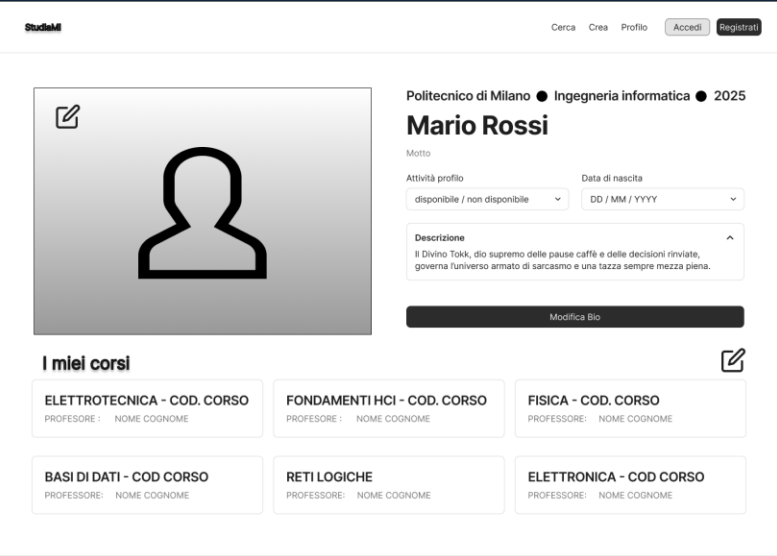 StudiaMi
Cerca Crea Profilo Accedi Registrati
Politecnico di Milano ● Ingegneria informatica ● 2025
Mario Rossi
Motto
Attività profilo Data di nascita
disponibile / non disponibile DD / MM / YYYY
Descrizione
Il Divino Tokk, dio supremo delle pause caffè e delle decisioni rinviate,
governa l'universo armato di sarcasmo e una tazza sempre mezza piena.
Modifica Bio
I miei corsi
ELETTROTECNICA - COD. CORSO FONDAMENTI HCI - COD. CORSO FISICA - COD. CORSO
PROFESORE : NOME COGNOME PROFESORE : NOME COGNOME PROFESSORE: NOME COGNOME
BASI DI DATI - COD CORSO RETI LOGICHE ELETTRONICA - COD CORSO
PROFESSORE: NOME COGNOME PROFESSORE: NOME COGNOME PROFESSORE: NOME COGNOME